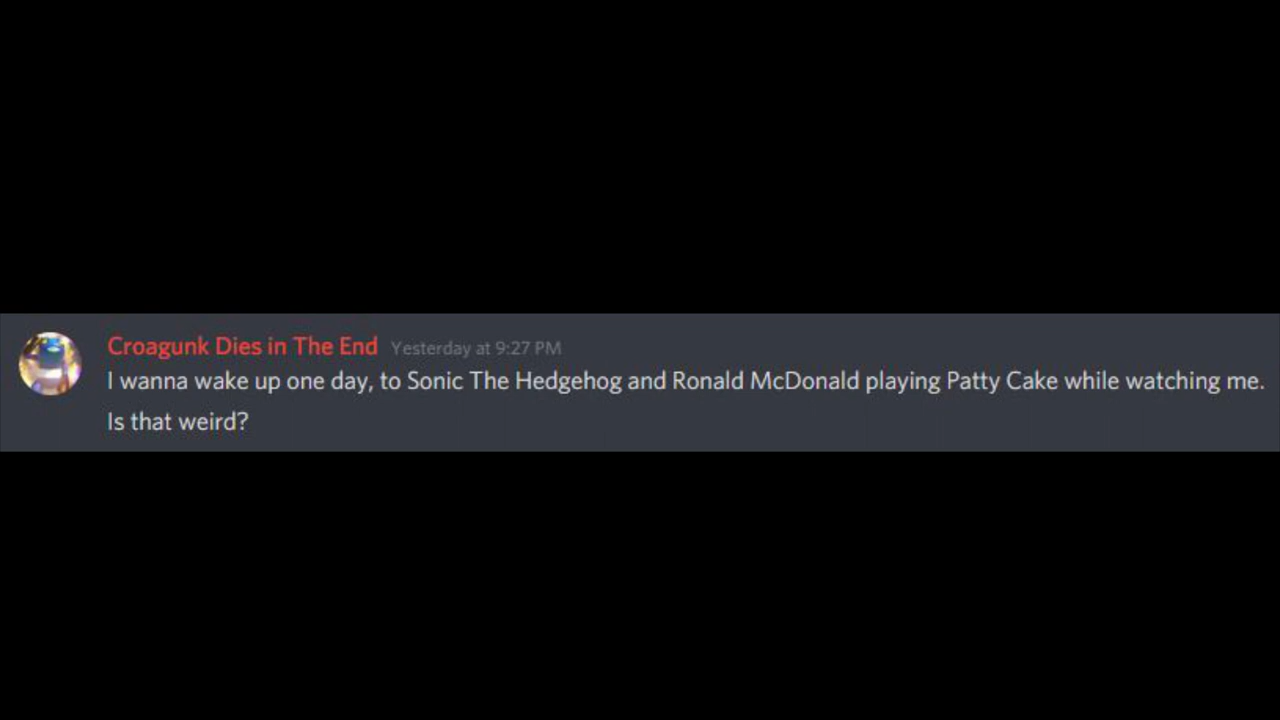 Croagunk Dies in The End Yesterday at 9:27 PM
I wanna wake up one day, to Sonic The Hedgehog and Ronald McDonald playing Patty Cake while watching me.
Is that weird?